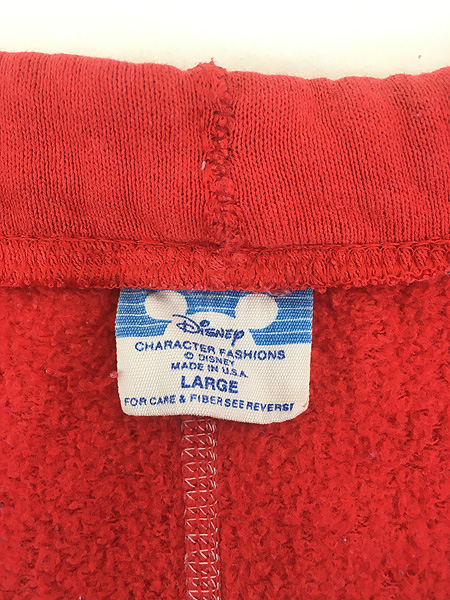 Disney
CHARACTER FASHIONS
© DISNEY
MADE IN U.S.A.
LARGE
FOR CARE & FIBER SEE REVERSE